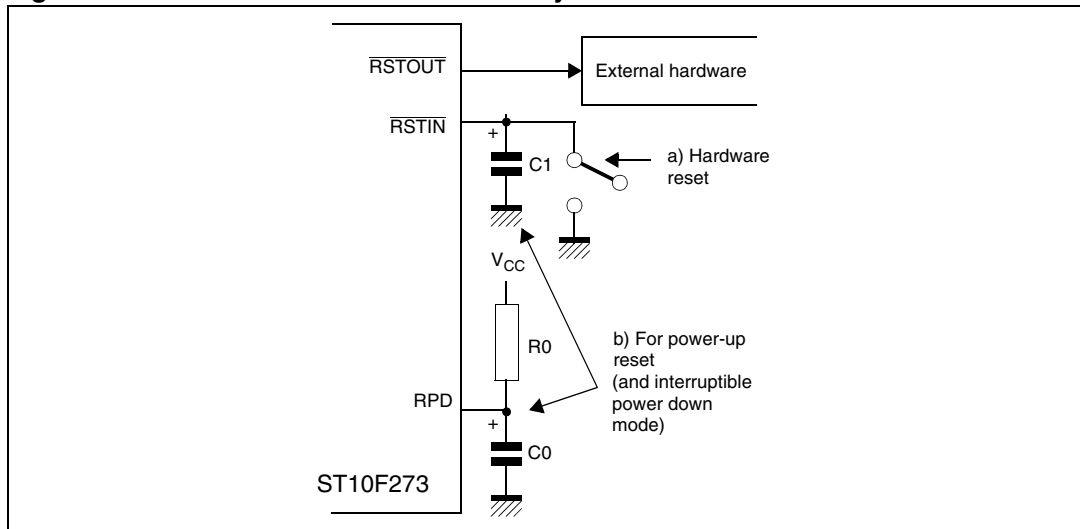 RSTOUT
External hardware
RSTIN
+
C1
a) Hardware
reset
VCC
R0
b) For power-up
reset
(and interruptible
power down
mode)
RPD
+
C0
ST10F273